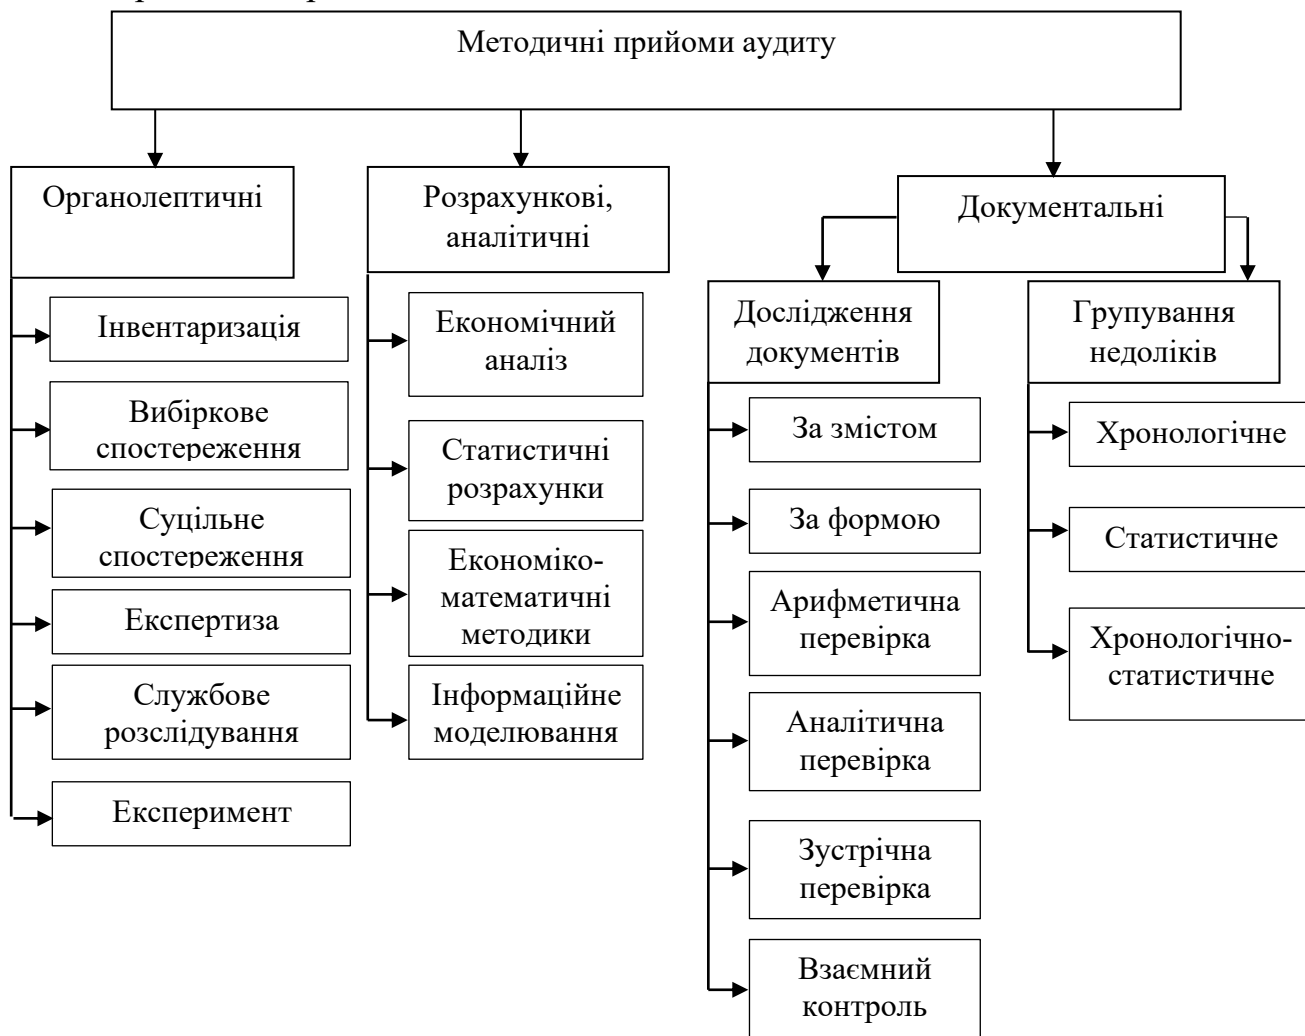 Методичні прийоми аудиту
Органолептичні
Інвентаризація
Вибіркове
спостереження
Суцільне
спостереження
Експертиза
Службове
розслідування
Експеримент
Розрахункові,
аналітичні
Економічний
аналіз
Статистичні
розрахунки
Економіко-
математичні
методики
Інформаційне
моделювання
Документальні
Дослідження
документів
За змістом
За формою
Арифметична
перевірка
Аналітична
перевірка
Зустрічна
перевірка
Взаємний
контроль
Групування
недоліків
Хронологічне
Статистичне
Хронологічно-
статистичне